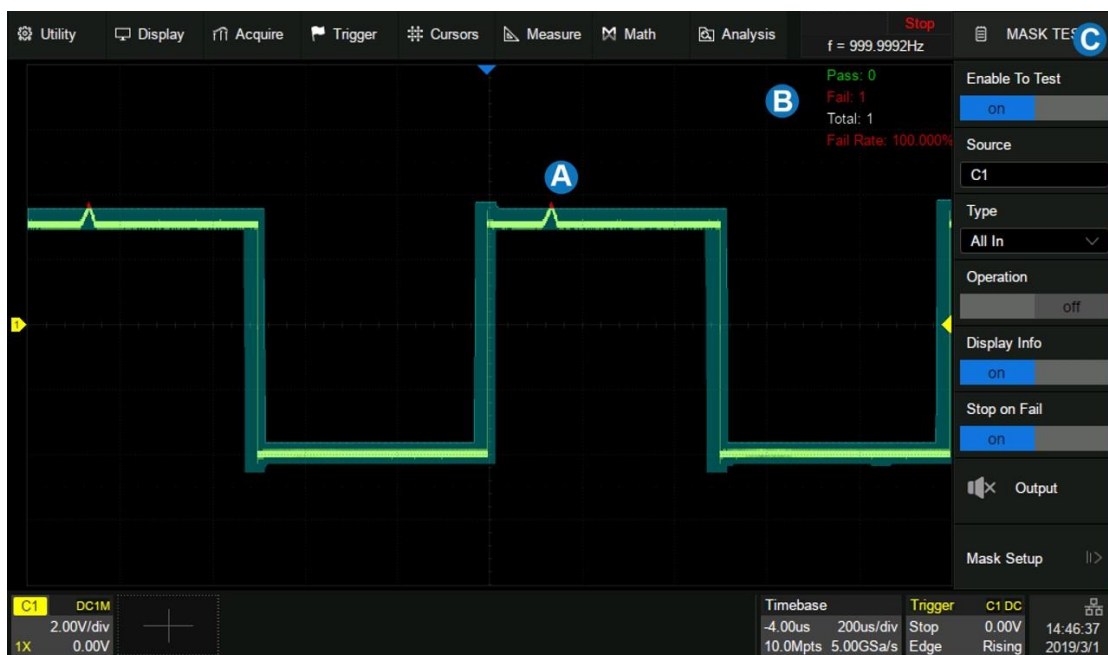 Utility
Display
Acquire
Trigger
Cursors
Measure
Math
Analysis
Stop
f = 999.9992Hz
MASK TES
C
Pass: 0
Fail: 1
Total: 1
Fail Rate: 100.000%
B
A
1
Enable To Test
on
Source
C1
Type
All In
Operation
off
Display Info
on
Stop on Fail
on
Output
Mask Setup
C1 DC1M
2.00V/div
1X 0.00V
Timebase
-4.00us 200us/div
10.0Mpts 5.00GSa/s
Trigger C1 DC
Stop 0.00V
Edge Rising
14:46:37
2019/3/1